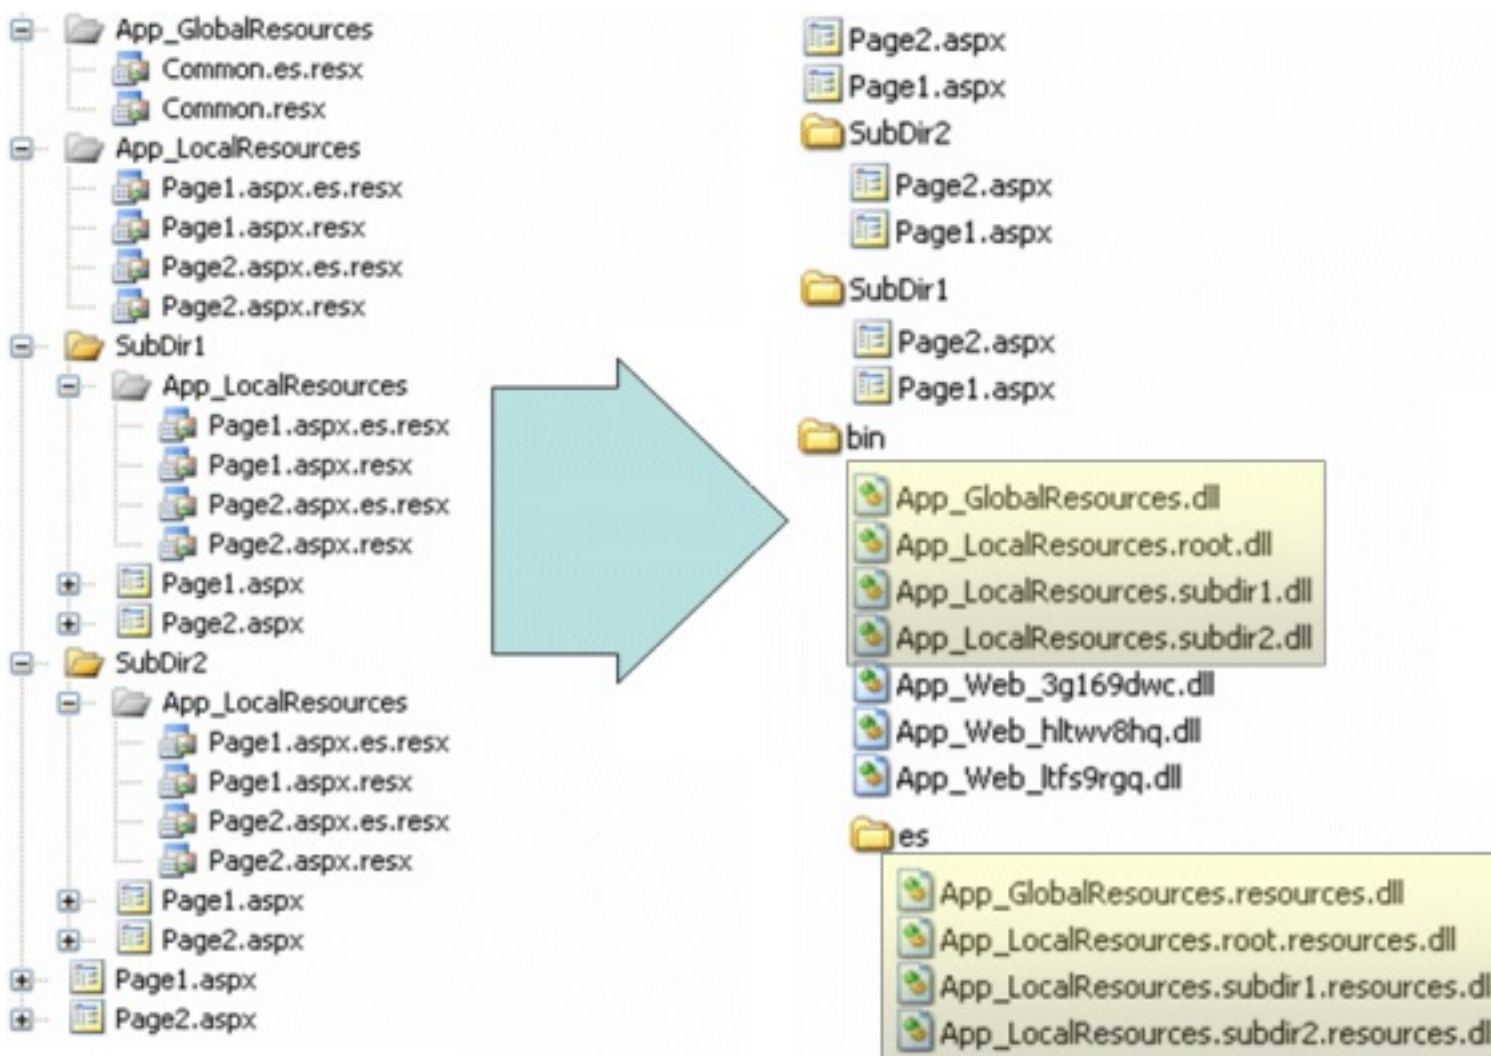 App_GlobalResources
Common.es.resx
Common.resx
App_LocalResources
Page1.aspx.es.resx
Page1.aspx.resx
Page2.aspx.es.resx
Page2.aspx.resx
SubDir1
App_LocalResources
Page1.aspx.es.resx
Page1.aspx.resx
Page2.aspx.es.resx
Page2.aspx.resx
Page1.aspx
Page2.aspx
SubDir2
App_LocalResources
Page1.aspx.es.resx
Page1.aspx.resx
Page2.aspx.es.resx
Page2.aspx.resx
Page1.aspx
Page2.aspx
Page1.aspx
Page2.aspx
Page2.aspx
Page1.aspx
SubDir2
Page2.aspx
Page1.aspx
SubDir1
Page2.aspx
Page1.aspx
bin
App_GlobalResources.dll
App_LocalResources.root.dll
App_LocalResources.subdir1.dll
App_LocalResources.subdir2.dll
App_Web_3g169dwc.dll
App_Web_hltwv8hq.dll
App_Web_ltfs9rgq.dll
es
App_GlobalResources.resources.dll
App_LocalResources.root.resources.dll
App_LocalResources.subdir1.resources.dll
App_LocalResources.subdir2.resources.dll